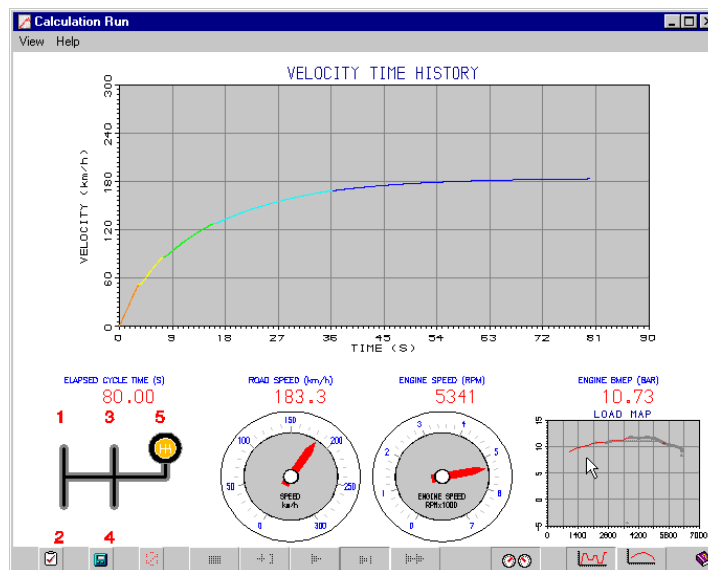 Calculation Run
View Help
VELOCITY TIME HISTORY
VELOCITY (km/h)
300
240
180
120
60
0
0 9 18 27 36 45 54 63 72 81 90
TIME (S)
ELAPSED CYCLE TIME (S)
80.00
1 3 5
2 4
ROAD SPEED (km/h)
183.3
0 50 100 150 200 250 300
SPEED
km/h
ENGINE SPEED (RPM)
5341
0 1 2 3 4 5 6 7
ENGINE SPEED
RPMx1000
ENGINE BMEP (BAR)
10.73
LOAD MAP
15
10
5
0
-5
0 1400 2800 4200 5600 7000